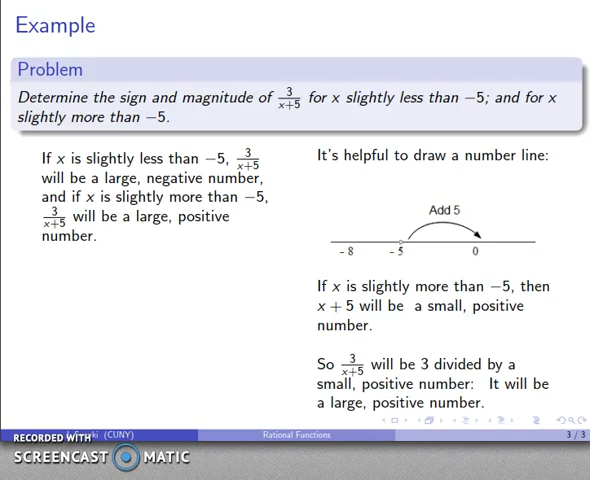 Example
Problem
Determine the sign and magnitude of 3/x+5 for x slightly less than −5; and for x
slightly more than −5.
If x is slightly less than −5, 3/x+5
will be a large, negative number,
and if x is slightly more than −5,
3/x+5 will be a large, positive
number.
It's helpful to draw a number line:
Add 5
- 8 - 5 0
If x is slightly more than −5, then
x + 5 will be a small, positive
number.
So 3/x+5 will be 3 divided by a
small, positive number: It will be
a large, positive number.
(CUNY) Rational Functions 3 / 3
RECORDED WITH
SCREENCAST MATIC